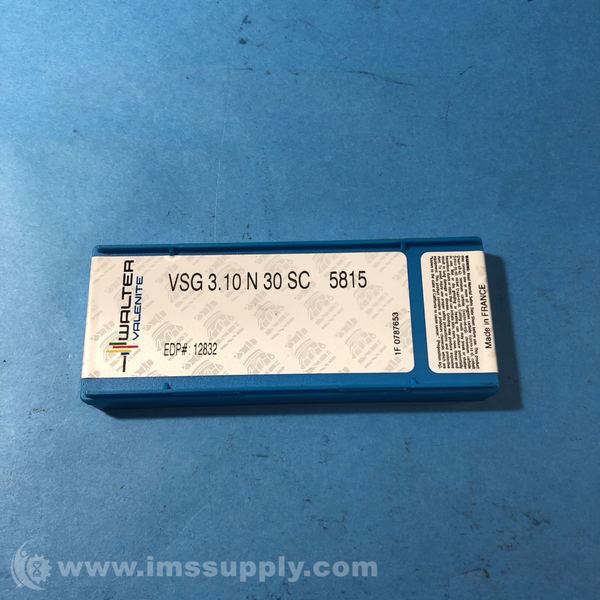 WALTER
VALENITE
VSG 3.10 N 30 SC 5815
EDP#: 12832
1F 0787653
Made in FRANCE
www.imssupply.com